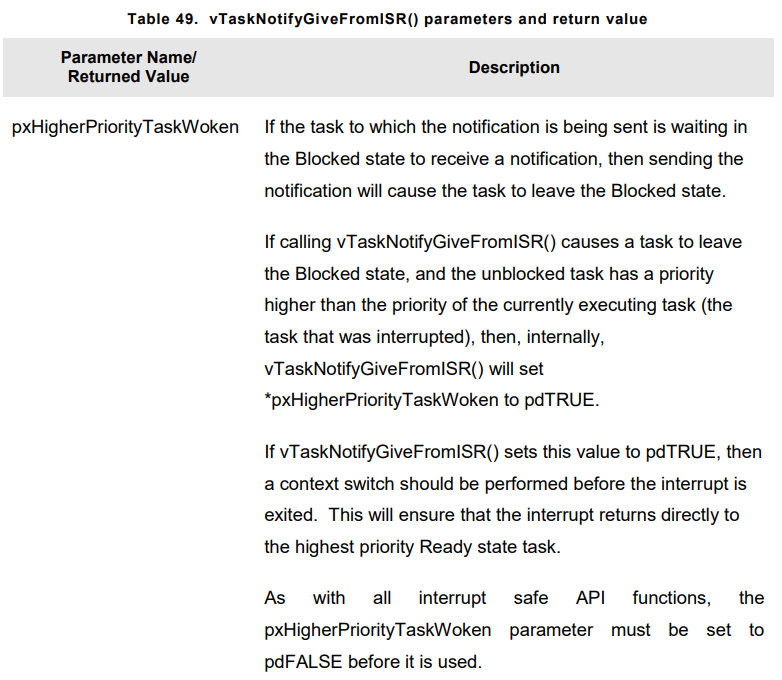 Table 49. vTaskNotifyGiveFromISR() parameters and return value
Parameter Name/
Returned Value
Description
pxHigherPriorityTaskWoken
If the task to which the notification is being sent is waiting in
the Blocked state to receive a notification, then sending the
notification will cause the task to leave the Blocked state.
If calling vTaskNotifyGiveFromISR() causes a task to leave
the Blocked state, and the unblocked task has a priority
higher than the priority of the currently executing task (the
task that was interrupted), then, internally,
vTaskNotifyGiveFromISR() will set
*pxHigherPriorityTaskWoken to pdTRUE.
If vTaskNotifyGiveFromISR() sets this value to pdTRUE, then
a context switch should be performed before the interrupt is
exited. This will ensure that the interrupt returns directly to
the highest priority Ready state task.
As with all interrupt safe API functions, the
pxHigherPriorityTaskWoken parameter must be set to
pdFALSE before it is used.